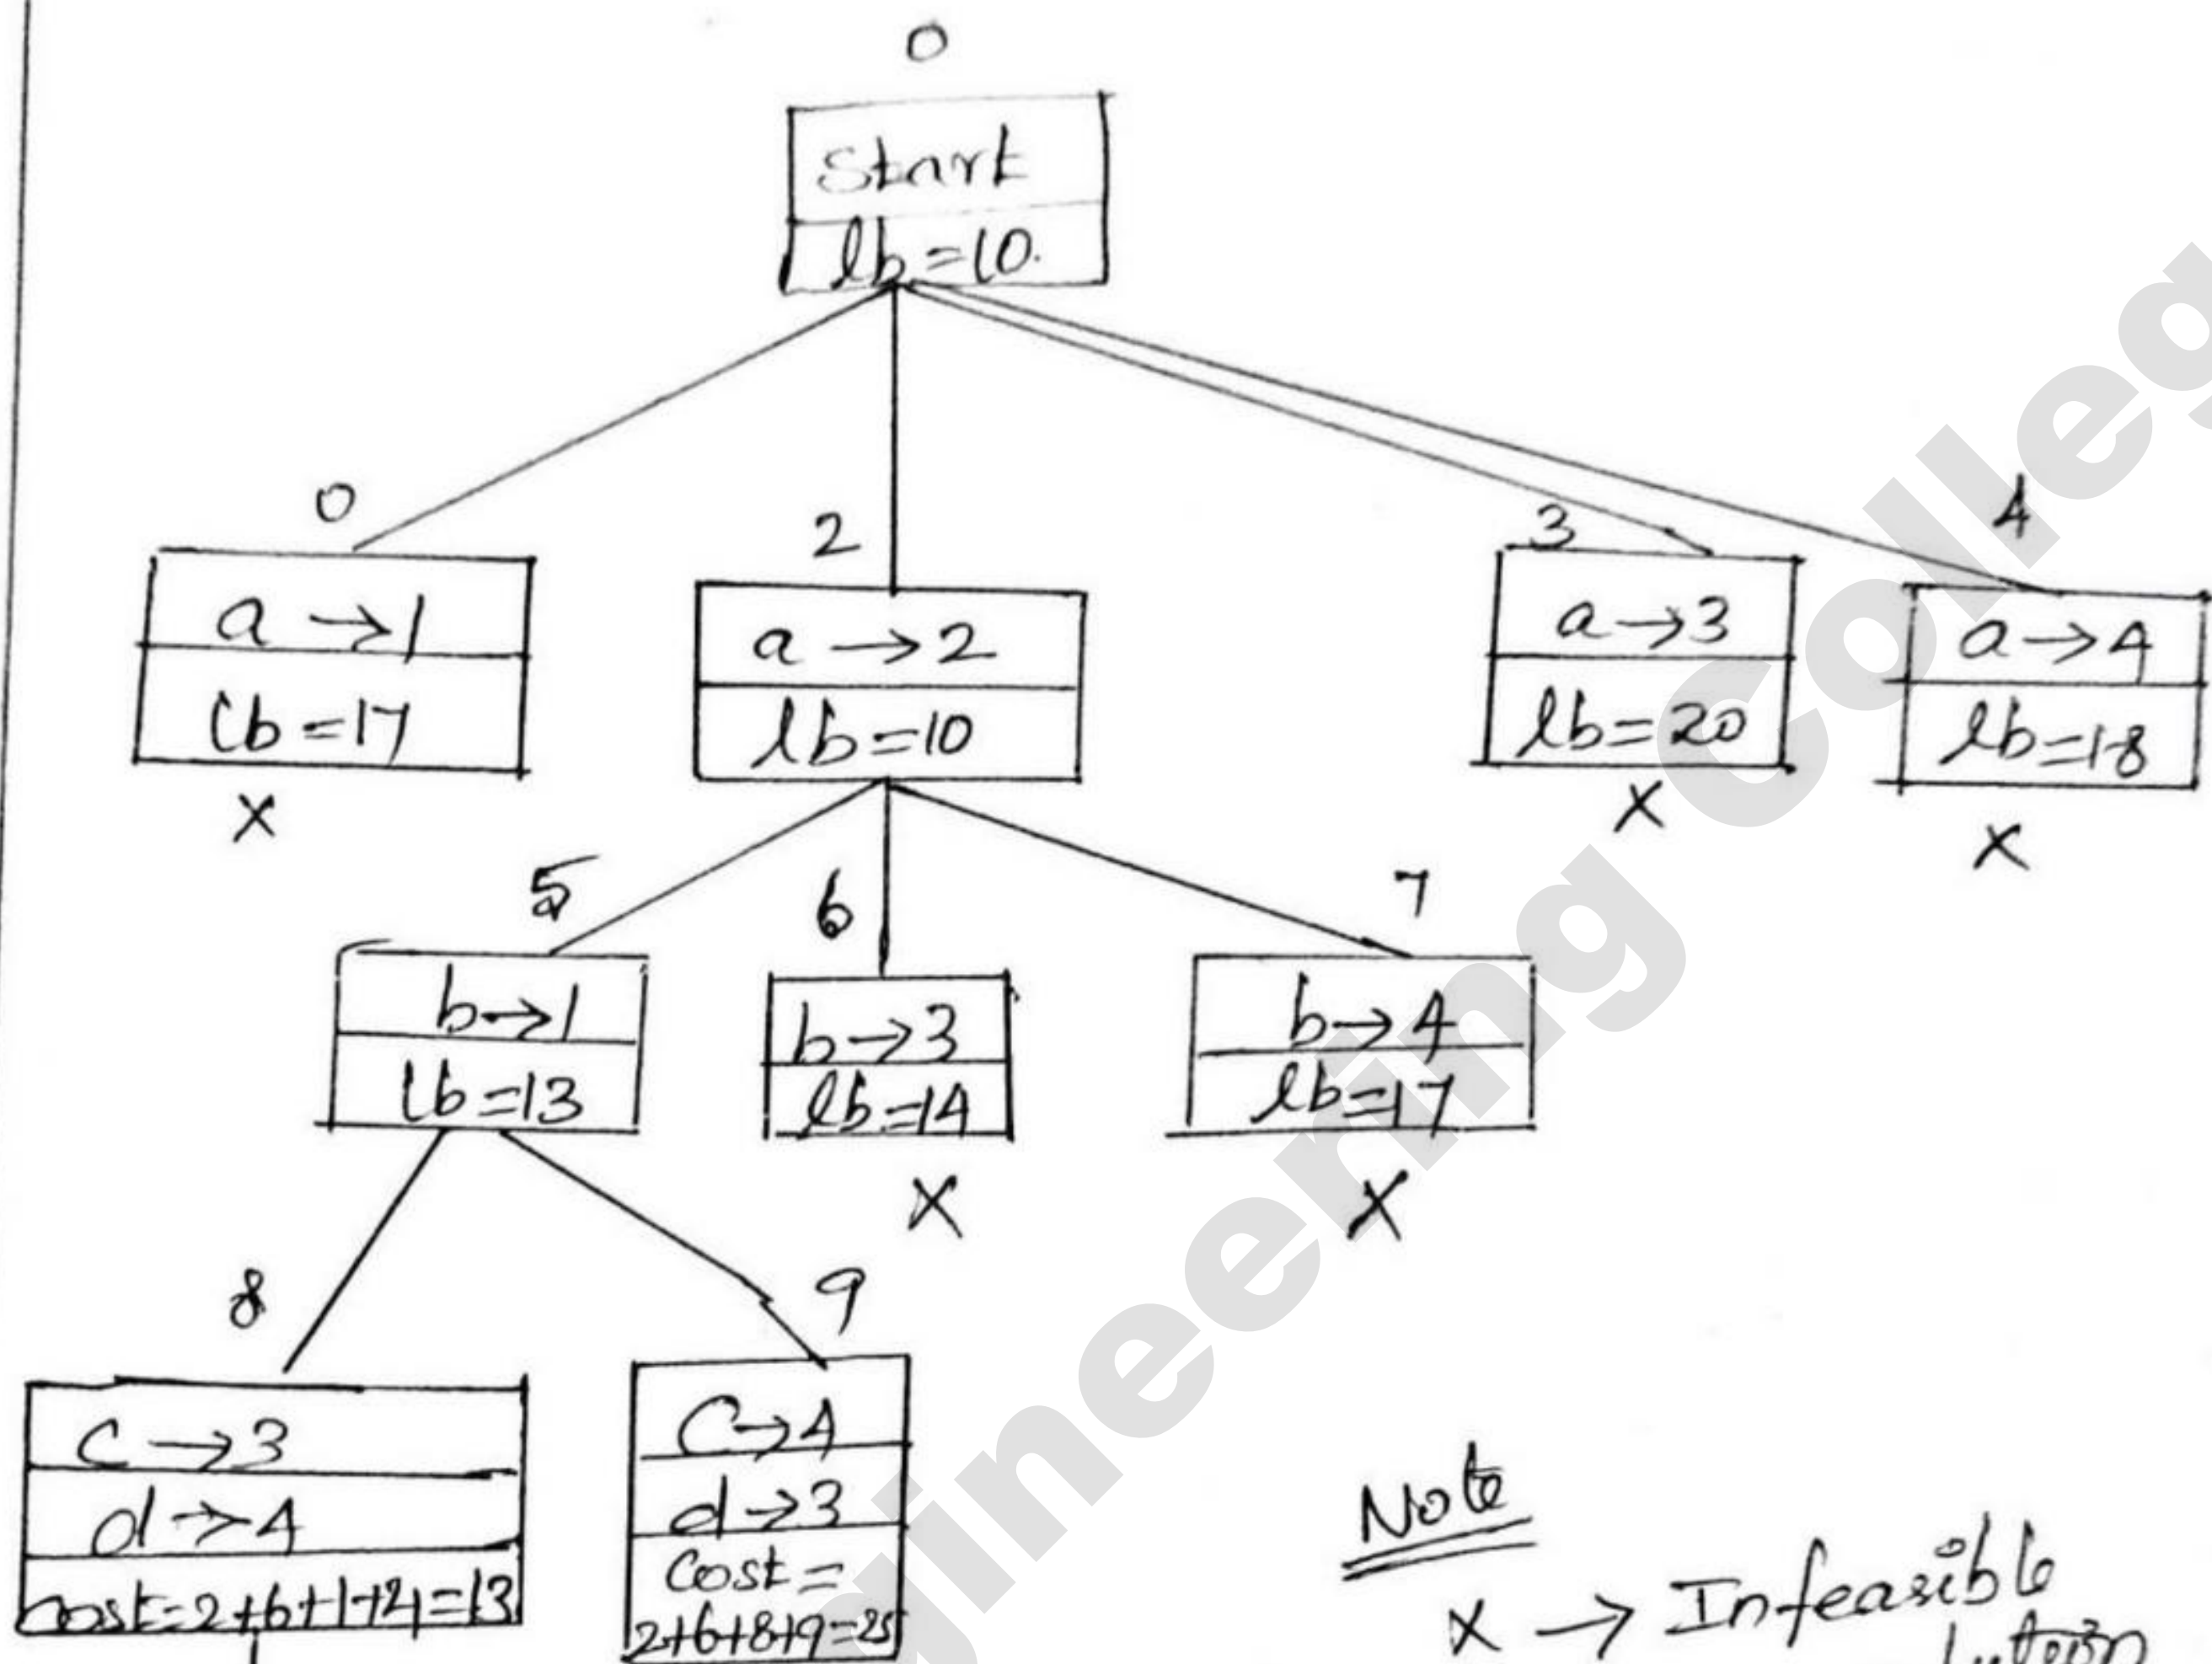 0
Start
lb=10.
0
2
3
4
a→1
lb=17
X
a→2
lb=10
a→3
lb=20
X
a→4
lb=18
X
5
6
7
b→1
lb=13
b→3
lb=14
X
b→4
lb=17
X
8
9
C→3
d→4
cost=2+6+1+4=13
C→4
d→3
Cost=
2+6+8+9=25
Note
X → Infeasible
gineering Colleg